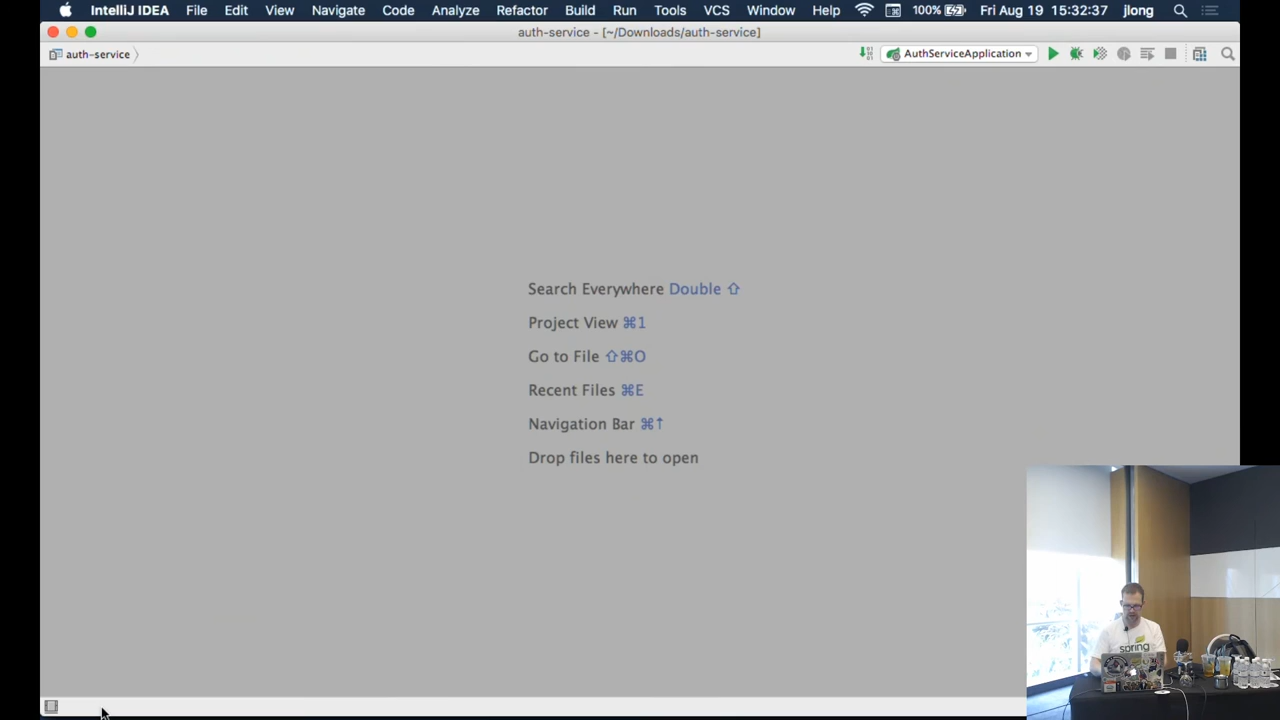 IntelliJ IDEA File Edit View Navigate Code Analyze Refactor Build Run Tools VCS Window Help 100% Fri Aug 19 15:32:37 jlong
auth-service - [~/Downloads/auth-service]
auth-service AuthServiceApplication
Search Everywhere Double ⇧
Project View ⌘1
Go to File ⇧⌘O
Recent Files ⌘E
Navigation Bar ⌘↑
Drop files here to open
spring